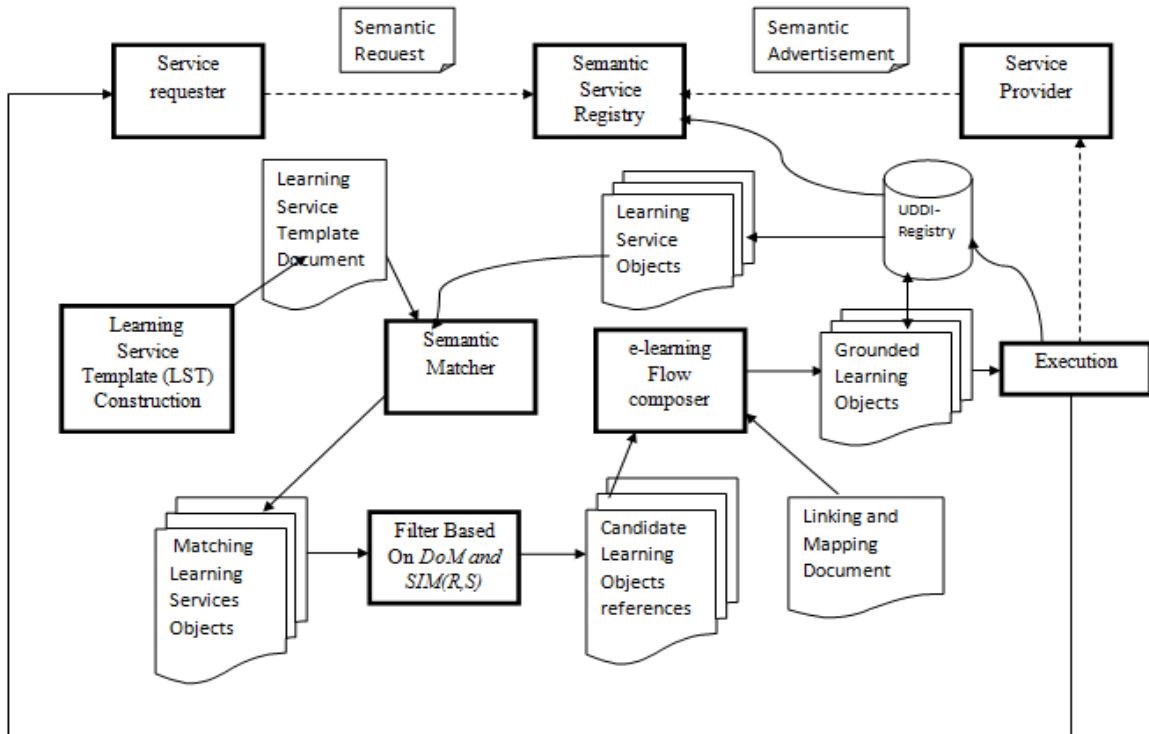 Service
requester
Semantic
Request
Semantic
Service
Registry
Semantic
Advertisement
Service
Provider
Learning
Service
Template
Document
Learning
Service
Objects
UDDI-
Registry
Learning
Service
Template (LST)
Construction
Semantic
Matcher
e-learning
Flow
composer
Grounded
Learning
Objects
Execution
Matching
Learning
Services
Objects
Filter Based
On DoM and
SIM(R,S)
Candidate
Learning
Objects
references
Linking and
Mapping
Document